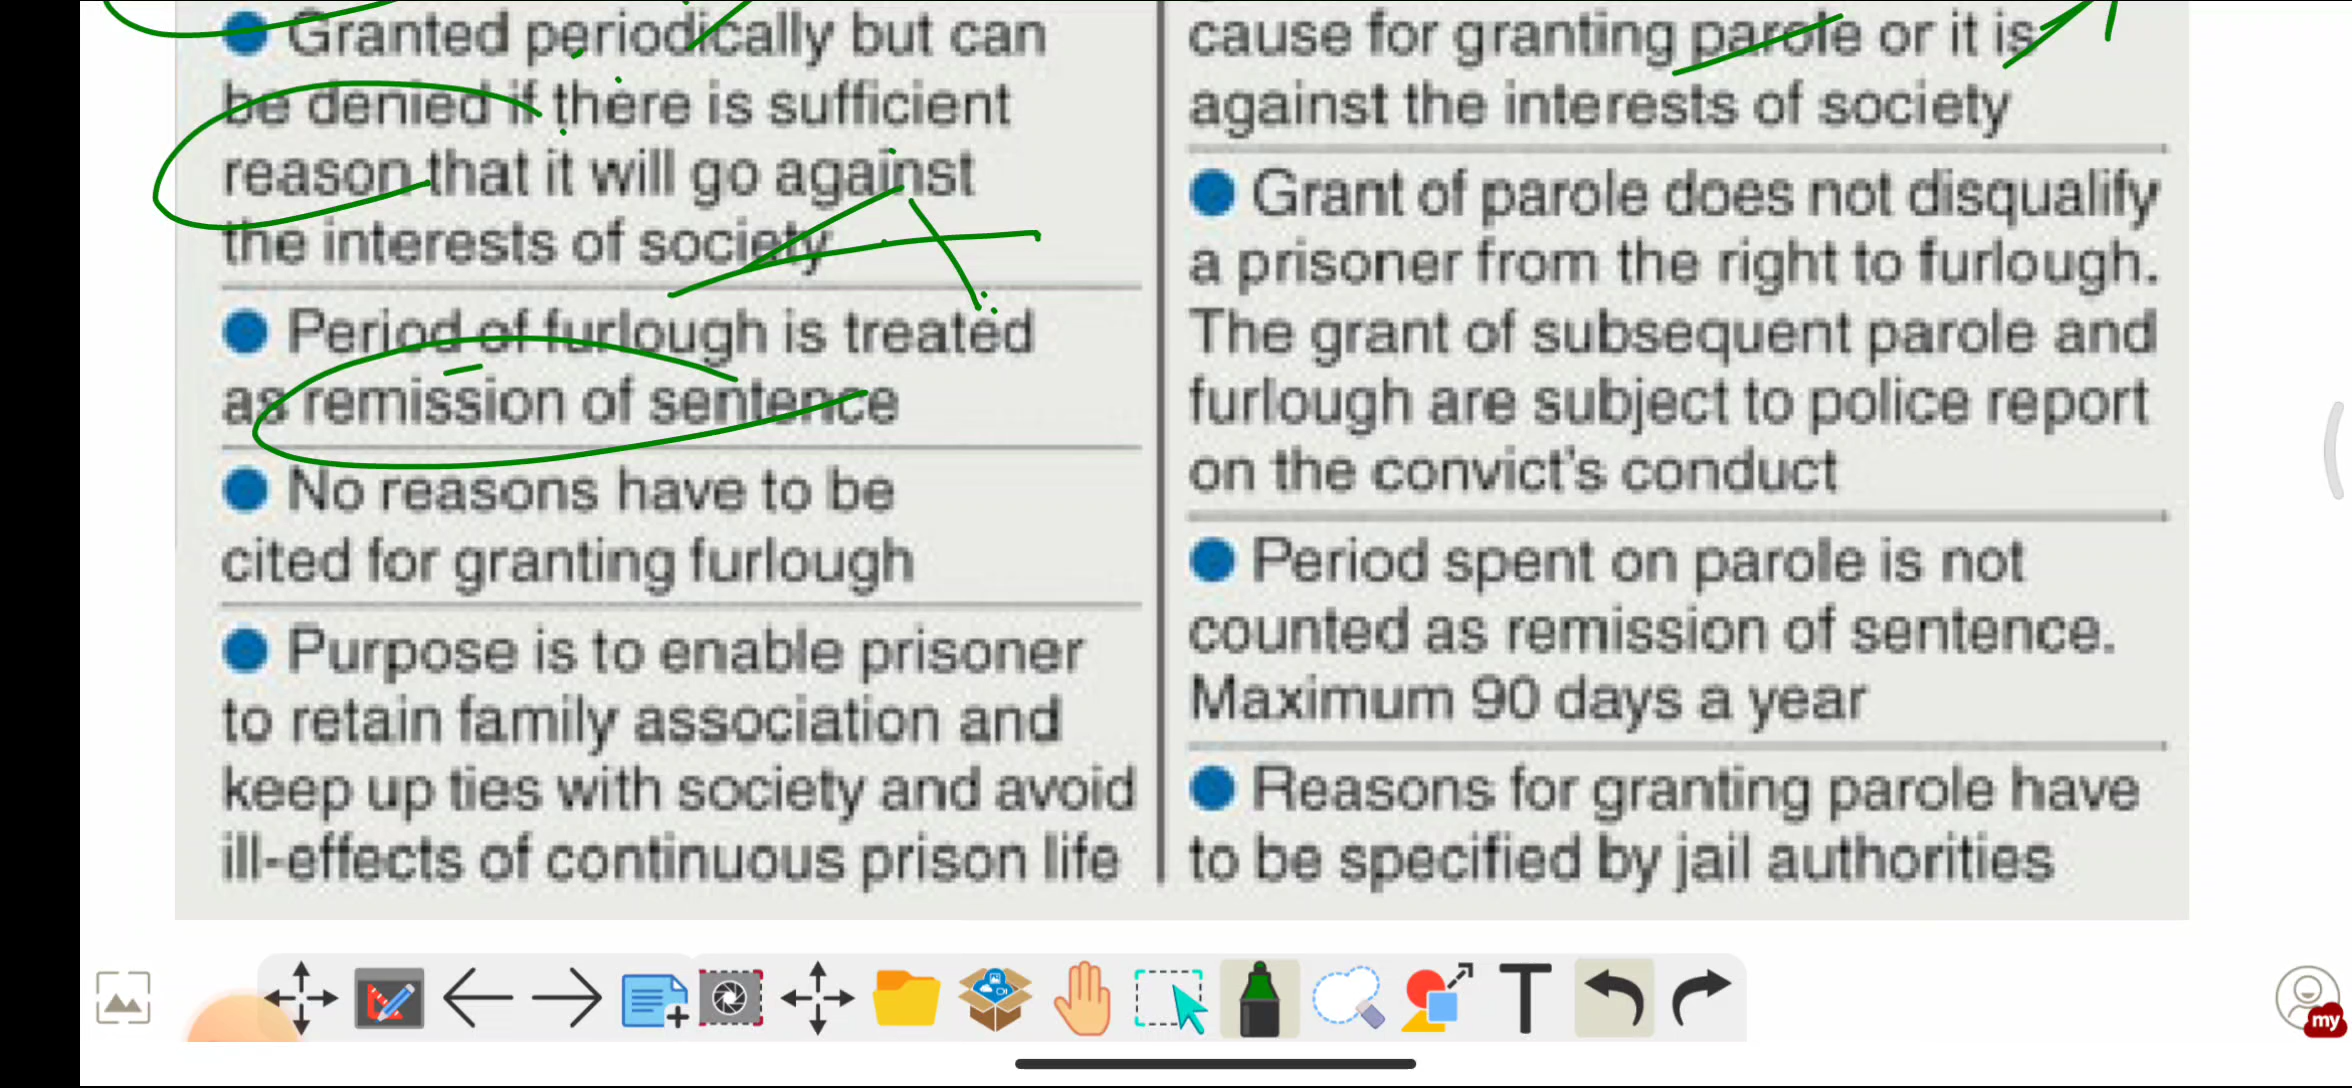 Granted periodically but can
be denied if there is sufficient
reason that it will go against
the interests of society
Period of furlough is treated
as remission of sentence
No reasons have to be
cited for granting furlough
Purpose is to enable prisoner
to retain family association and
keep up ties with society and avoid
ill-effects of continuous prison life
cause for granting parole or it is
against the interests of society
Grant of parole does not disqualify
a prisoner from the right to furlough.
The grant of subsequent parole and
furlough are subject to police report
on the convict's conduct
Period spent on parole is not
counted as remission of sentence.
Maximum 90 days a year
Reasons for granting parole have
to be specified by jail authorities
T
my